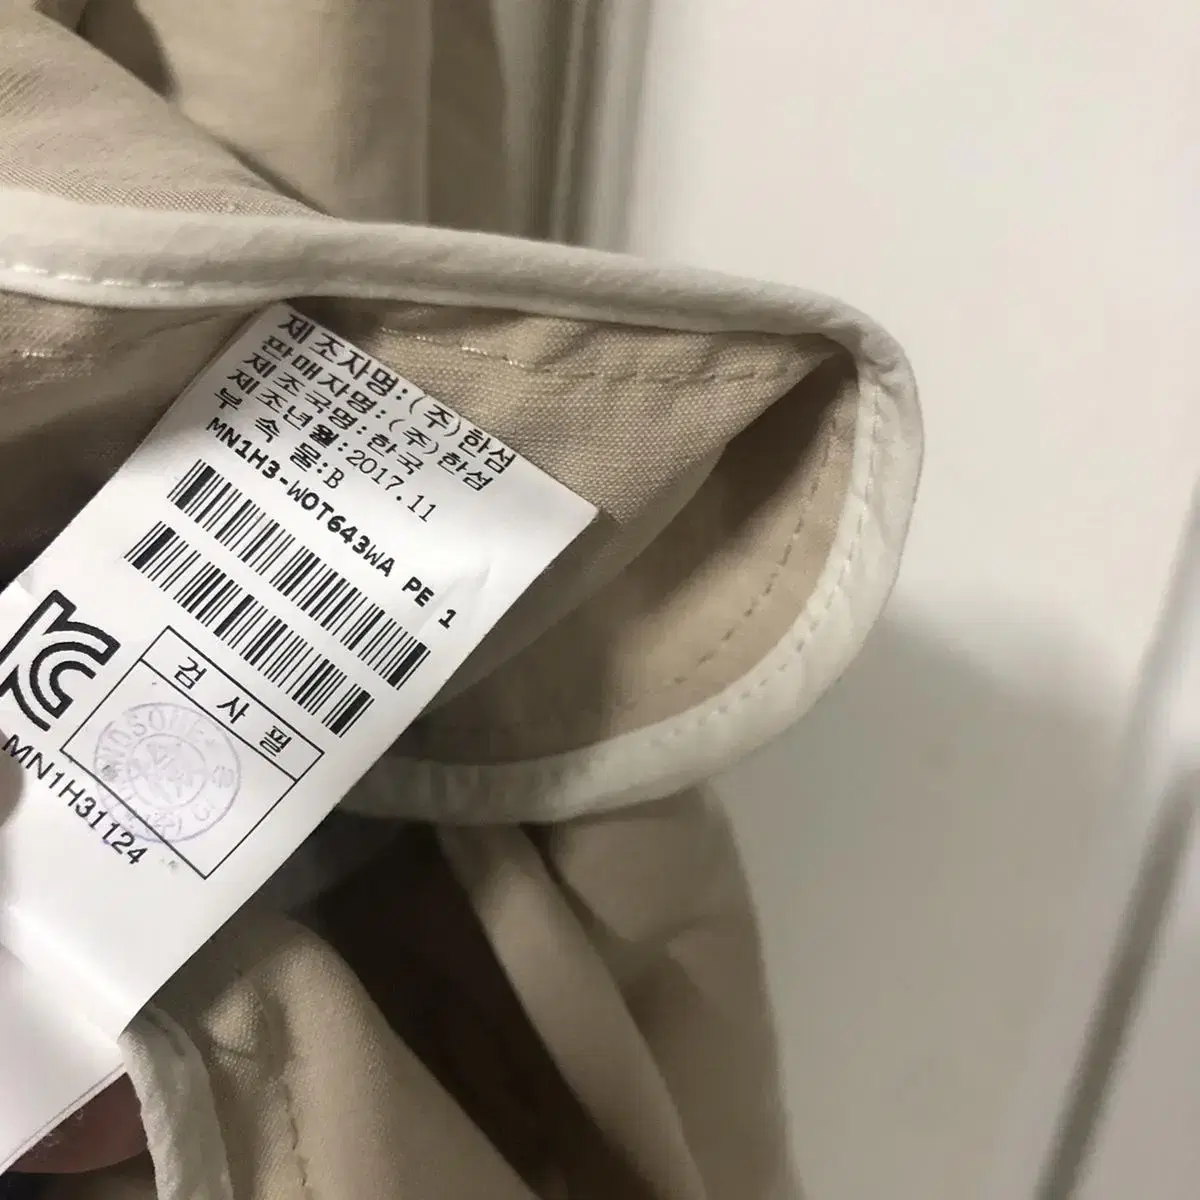 제조자명:(주)한섬
판매자명:(주)한섬
제조국명:한국
제조년월:2017.11
부속물:B
MN1H3-WOT643WA PE 1
KC
검사필
MN1H31124